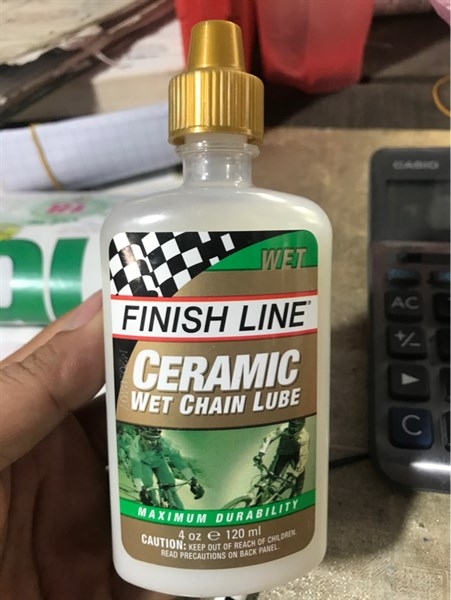 WET
FINISH LINE®
CERAMIC
WET CHAIN LUBE
MAXIMUM DURABILITY
4 oz ℮ 120 ml
CAUTION: KEEP OUT OF REACH OF CHILDREN.
READ PRECAUTIONS ON BACK PANEL.
CASIO
AC
+/−
C